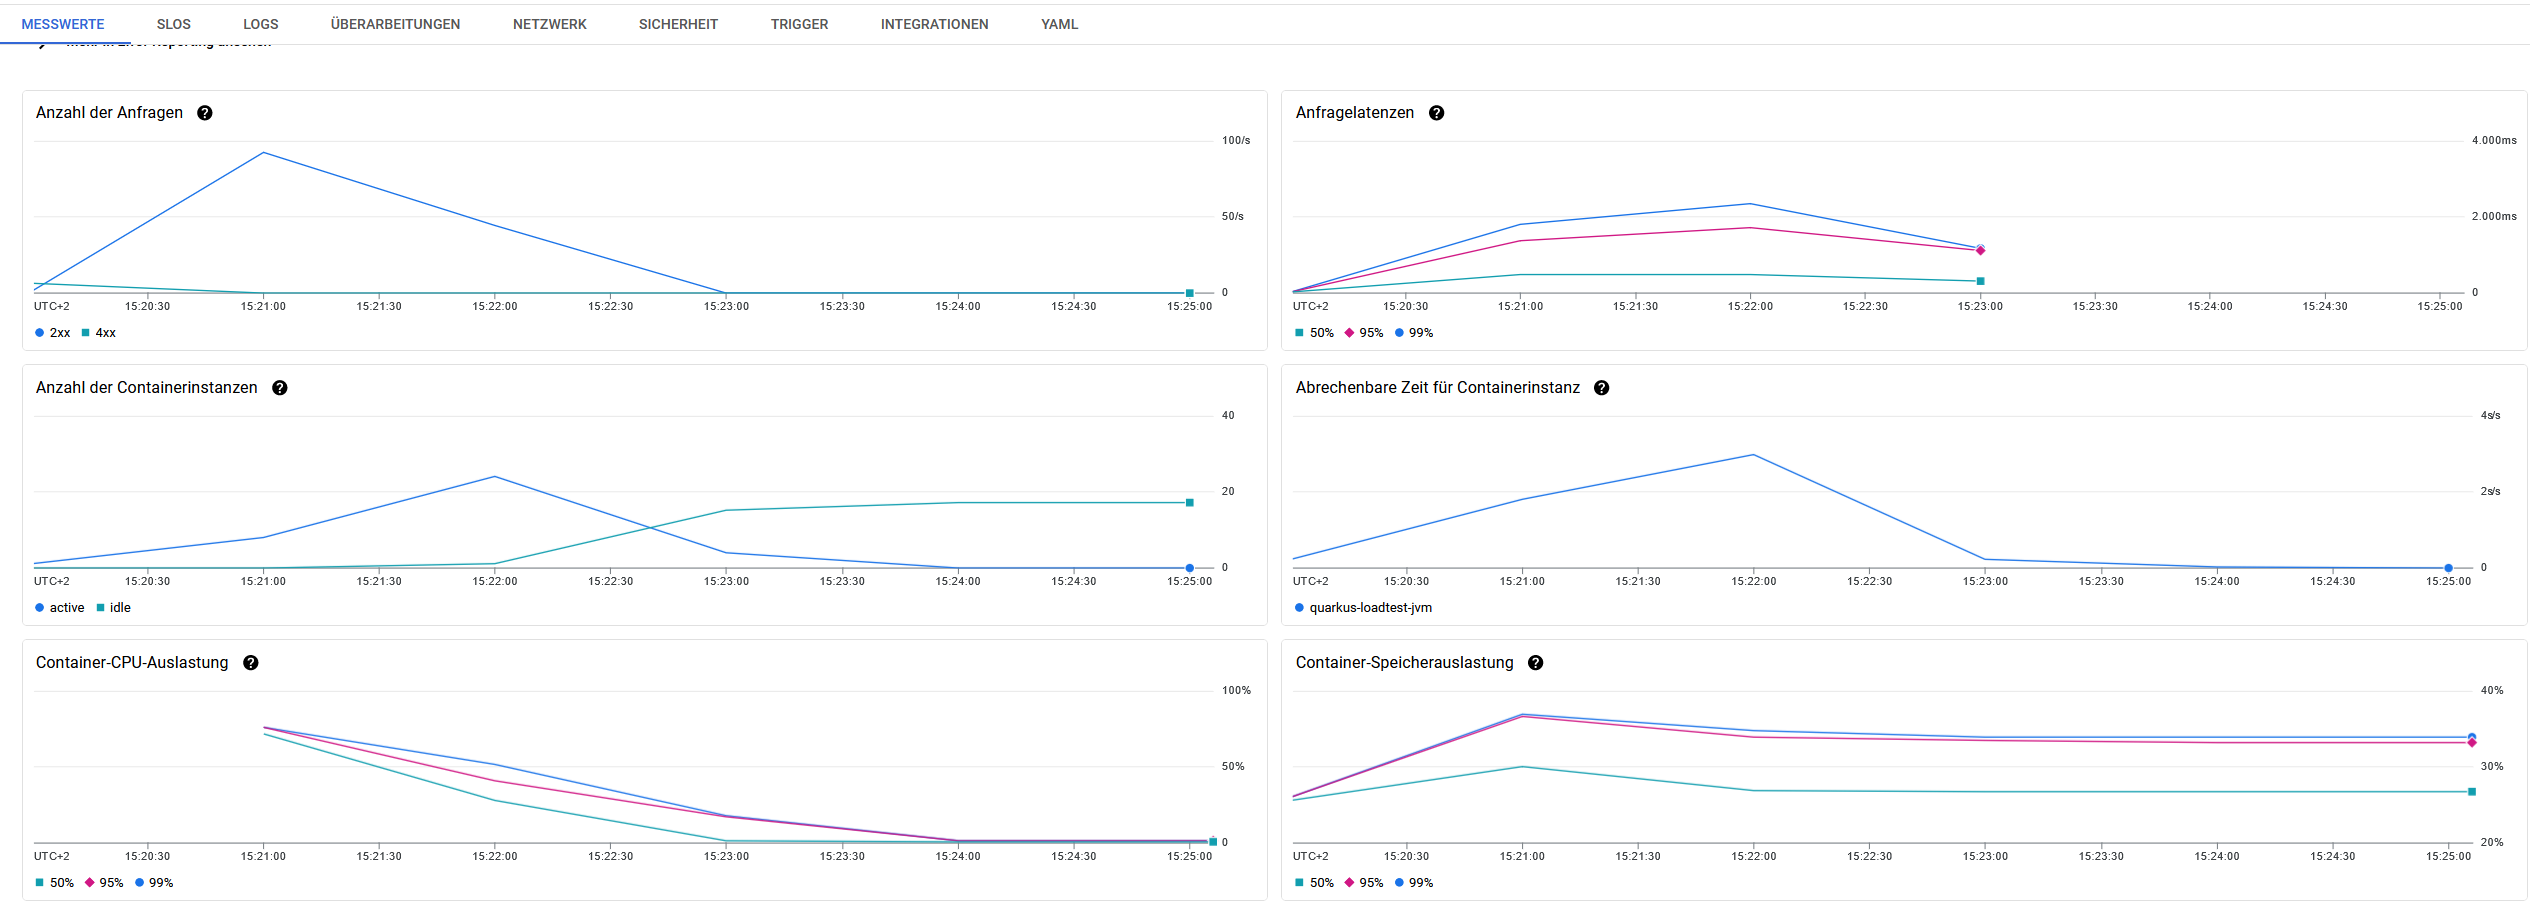 MESSWERTE SLOS LOGS ÜBERARBEITUNGEN NETZWERK SICHERHEIT TRIGGER INTEGRATIONEN YAML
Mehr in Error Reporting ansehen
Anzahl der Anfragen
100/s
50/s
0
UTC+2 15:20:30 15:21:00 15:21:30 15:22:00 15:22:30 15:23:00 15:23:30 15:24:00 15:24:30 15:25:00
2xx 4xx
Anfragelatenzen
4.000ms
2.000ms
0
UTC+2 15:20:30 15:21:00 15:21:30 15:22:00 15:22:30 15:23:00 15:23:30 15:24:00 15:24:30 15:25:00
50% 95% 99%
Anzahl der Containerinstanzen
40
20
0
UTC+2 15:20:30 15:21:00 15:21:30 15:22:00 15:22:30 15:23:00 15:23:30 15:24:00 15:24:30 15:25:00
active idle
Abrechenbare Zeit für Containerinstanz
4s/s
2s/s
0
UTC+2 15:20:30 15:21:00 15:21:30 15:22:00 15:22:30 15:23:00 15:23:30 15:24:00 15:24:30 15:25:00
quarkus-loadtest-jvm
Container-CPU-Auslastung
100%
50%
0
UTC+2 15:20:30 15:21:00 15:21:30 15:22:00 15:22:30 15:23:00 15:23:30 15:24:00 15:24:30 15:25:00
50% 95% 99%
Container-Speicherauslastung
40%
30%
20%
UTC+2 15:20:30 15:21:00 15:21:30 15:22:00 15:22:30 15:23:00 15:23:30 15:24:00 15:24:30 15:25:00
50% 95% 99%